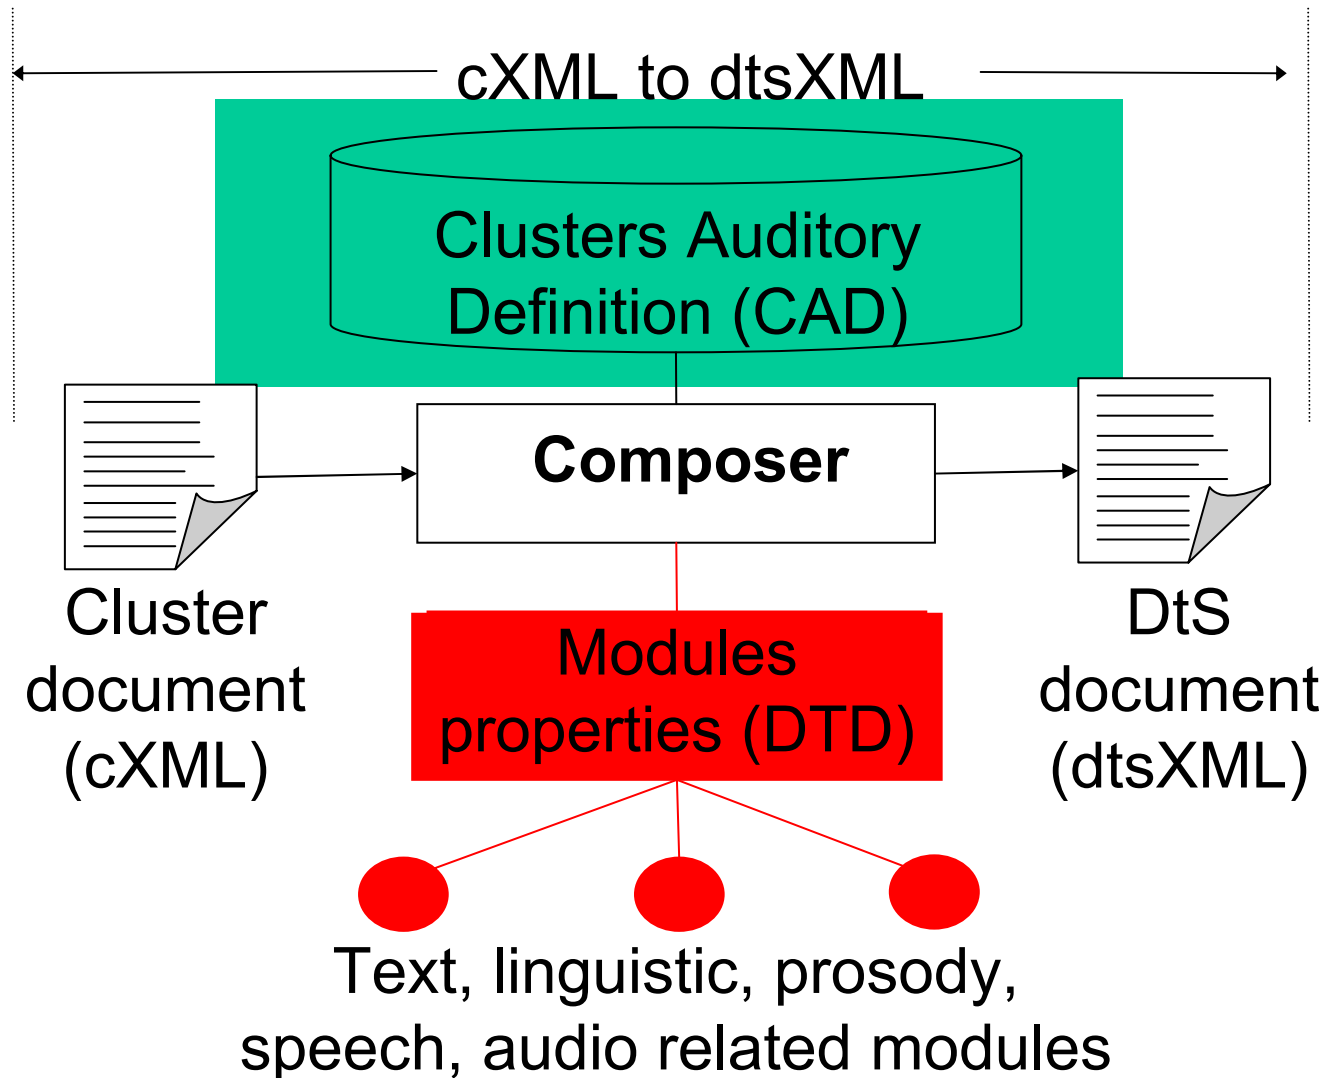 cXML to dtsXML
Clusters Auditory
Definition (CAD)
Composer
Cluster
document
(cXML)
DtS
document
(dtsXML)
Modules
properties (DTD)
Text, linguistic, prosody,
speech, audio related modules